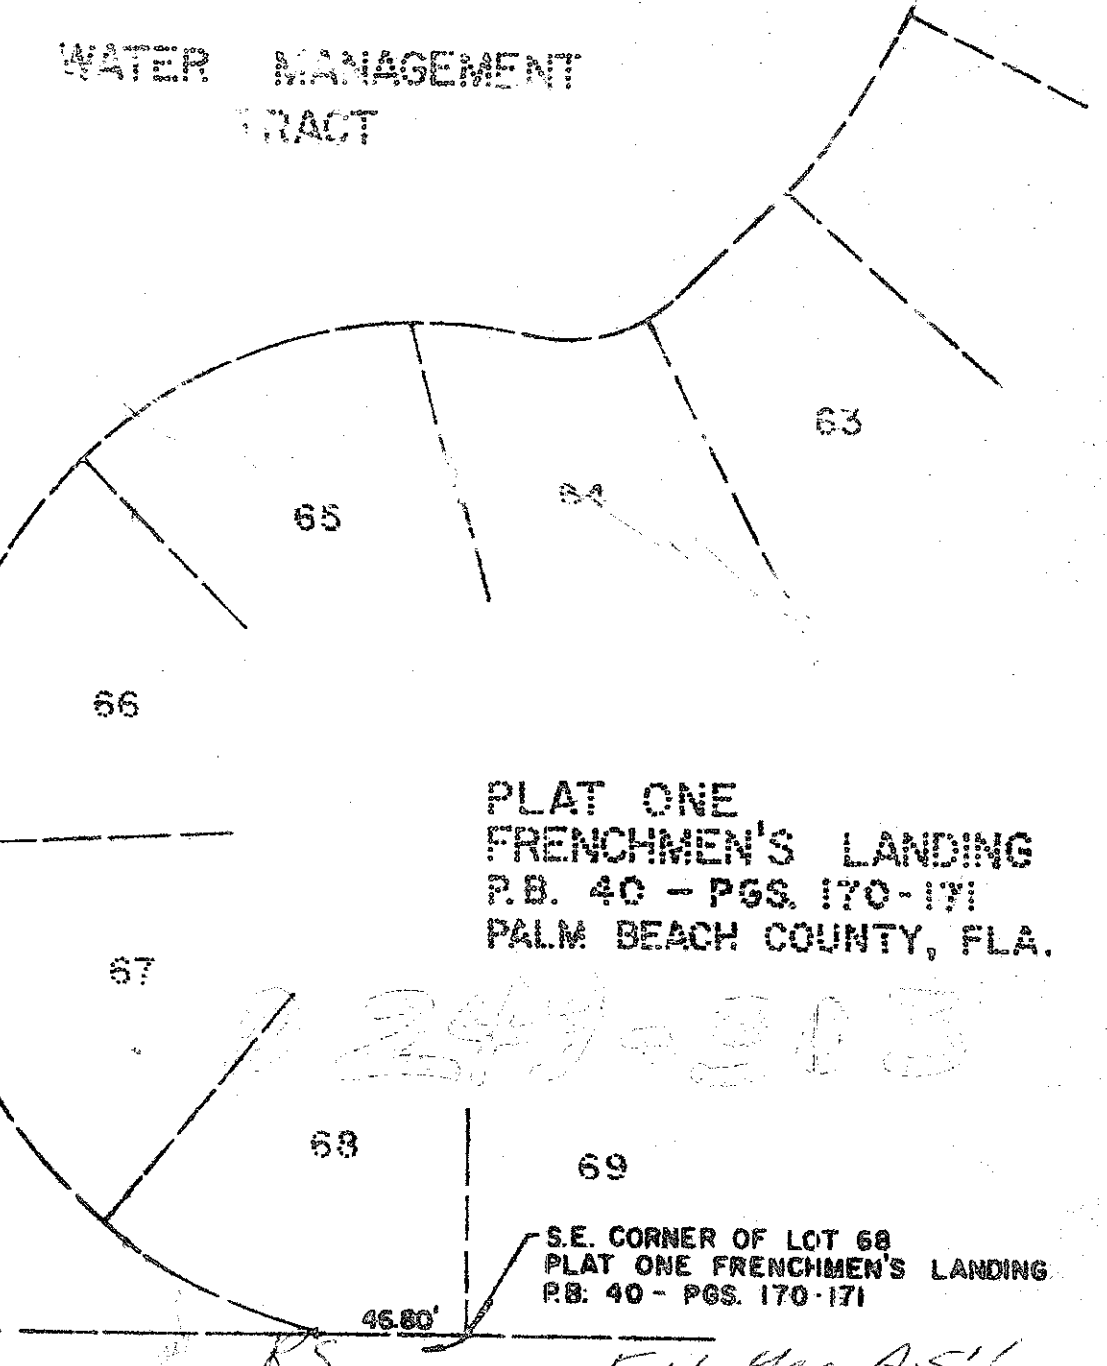 WATER MANAGEMENT
TRACT
63
64
65
66
PLAT ONE
FRENCHMEN'S LANDING
P.B. 40 - PGS. 170-171
PALM BEACH COUNTY, FLA.
67
68
69
S.E. CORNER OF LOT 68
PLAT ONE FRENCHMEN'S LANDING
P.B. 40 - PGS. 170-171
46.80'